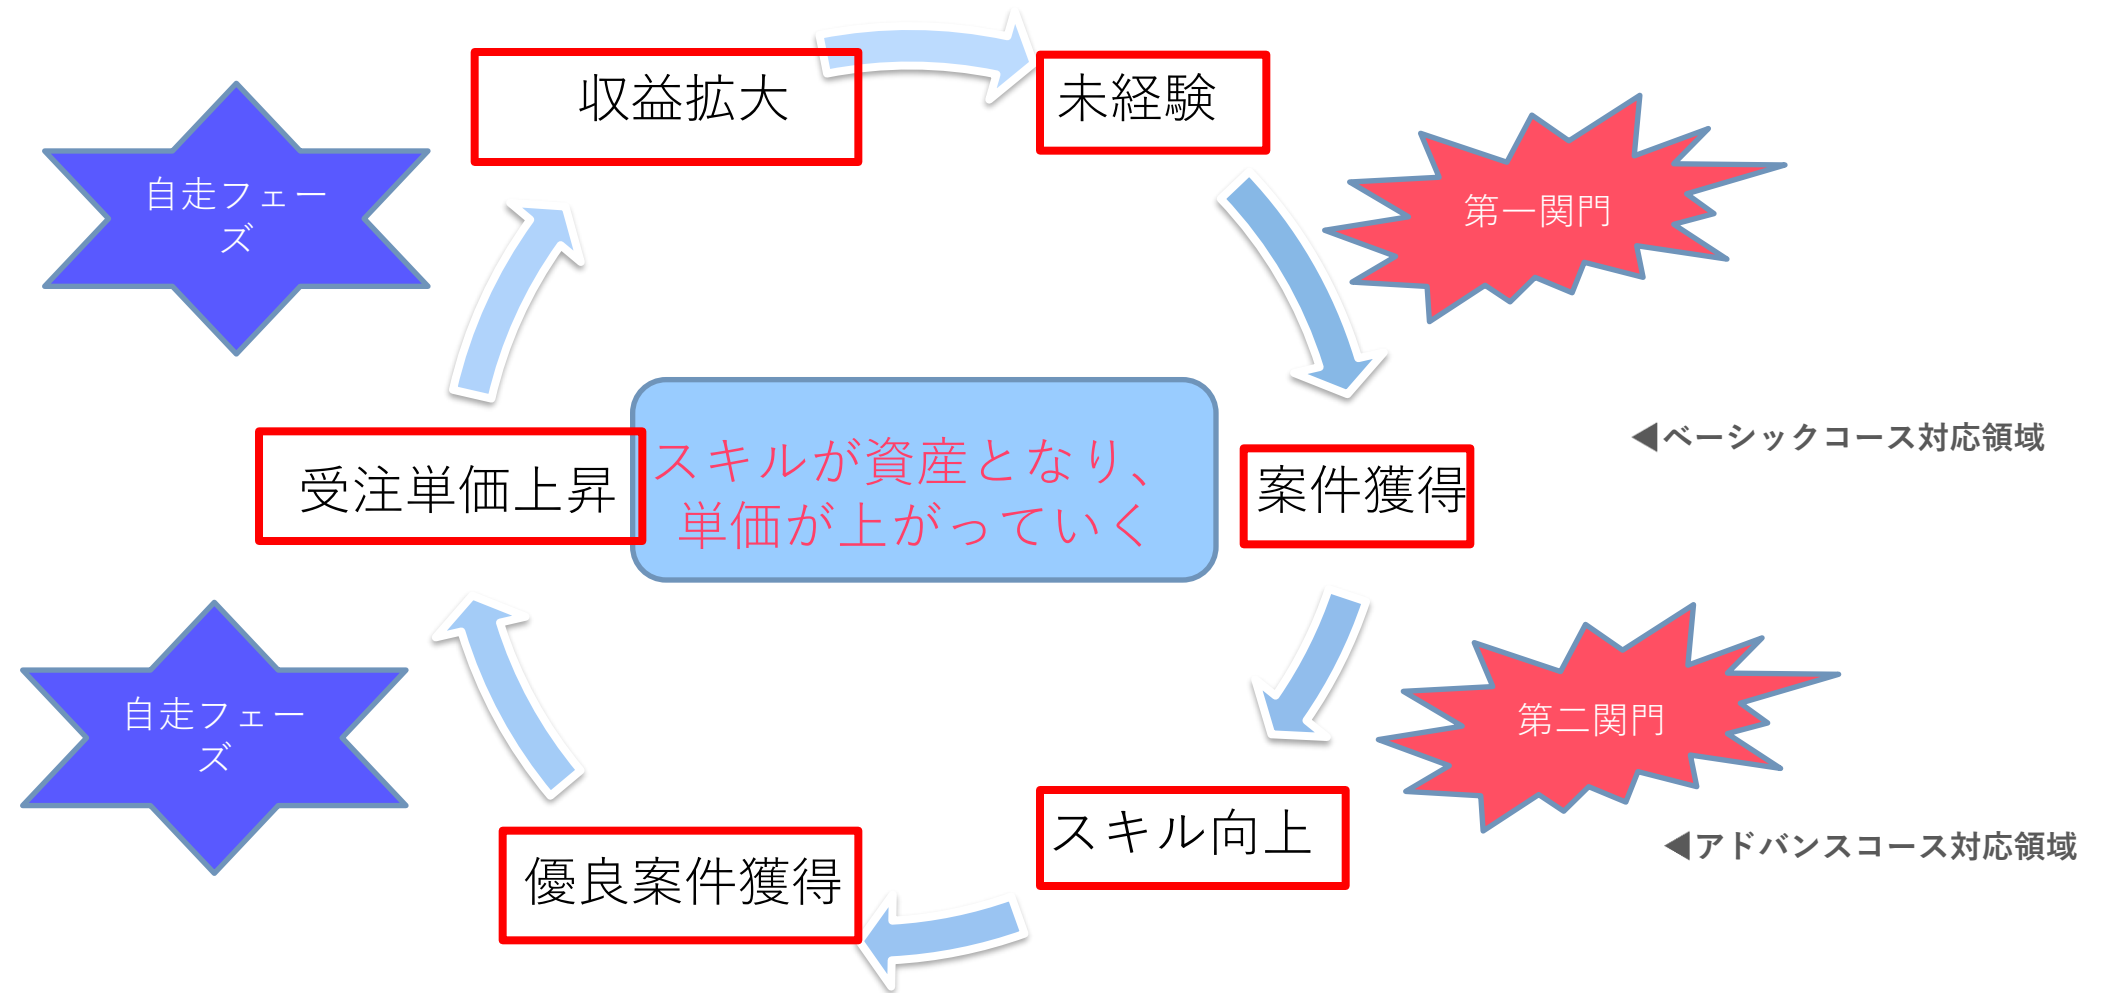 収益拡大
未経験
自走フェー
ズ
第一関門
◀ベーシックコース対応領域
スキルが資産となり、
単価が上がっていく
受注単価上昇
案件獲得
自走フェー
ズ
第二関門
スキル向上
◀アドバンスコース対応領域
優良案件獲得